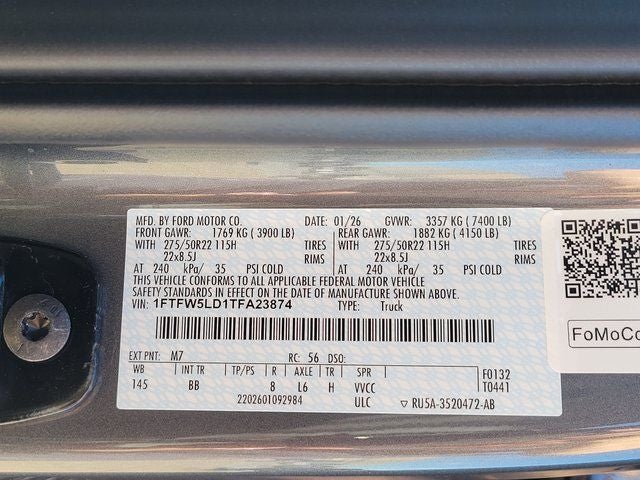 MFD. BY FORD MOTOR CO. DATE: 01/26 GVWR: 3357 KG ( 7400 LB)
FRONT GAWR: 1769 KG ( 3900 LB) REAR GAWR: 1882 KG ( 4150 LB)
WITH 275/50R22 115H TIRES WITH 275/50R22 115H TIRES
22x8.5J RIMS 22x8.5J RIMS
AT 240 kPa/ 35 PSI COLD AT 240 kPa/ 35 PSI COLD
THIS VEHICLE CONFORMS TO ALL APPLICABLE FEDERAL MOTOR VEHICLE
SAFETY STANDARDS IN EFFECT ON THE DATE OF MANUFACTURE SHOWN ABOVE.
VIN: 1FTFW5LD1TFA23874 TYPE: Truck
EXT PNT: M7 RC: 56 DSO:
WB INT TR TP/PS R AXLE TR SPR F0132
145 BB 8 L6 H VVCC T0441
2202601092984 ULC ▽ RU5A-3520472-AB
FoMoCo